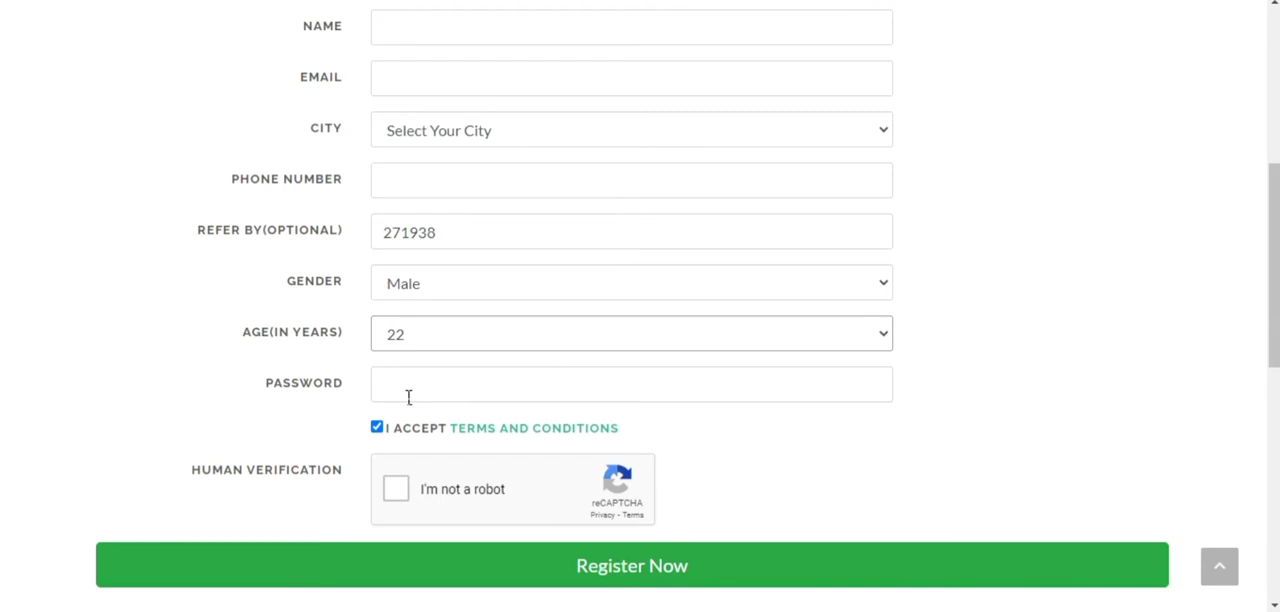 NAME
EMAIL
CITY Select Your City
PHONE NUMBER
REFER BY(OPTIONAL) 271938
GENDER Male
AGE(IN YEARS) 22
PASSWORD
I ACCEPT TERMS AND CONDITIONS
HUMAN VERIFICATION I'm not a robot
reCAPTCHA
Privacy - Terms
Register Now